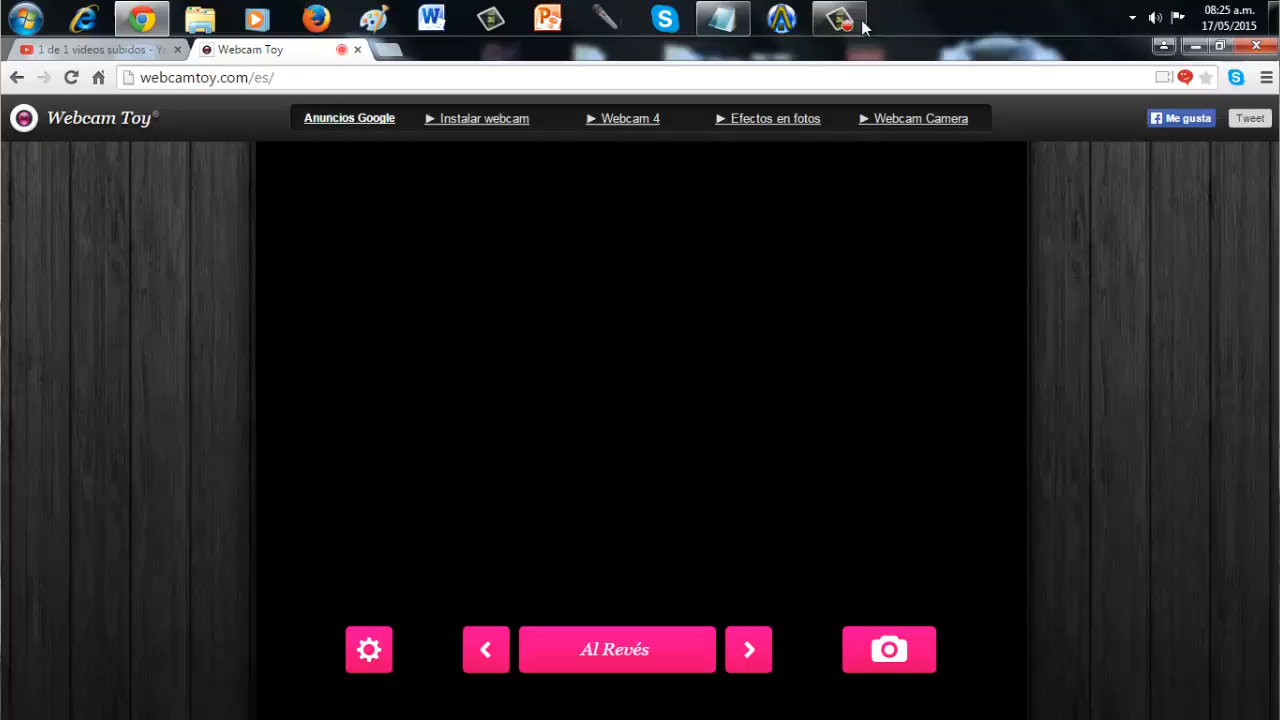 08:25 a.m.
17/05/2015
1 de 1 videos subidos - Yo
Webcam Toy
webcamtoy.com/es/
Webcam Toy®
Anuncios Google
▶ Instalar webcam
▶ Webcam 4
▶ Efectos en fotos
▶ Webcam Camera
Me gusta
Tweet
Al Revés